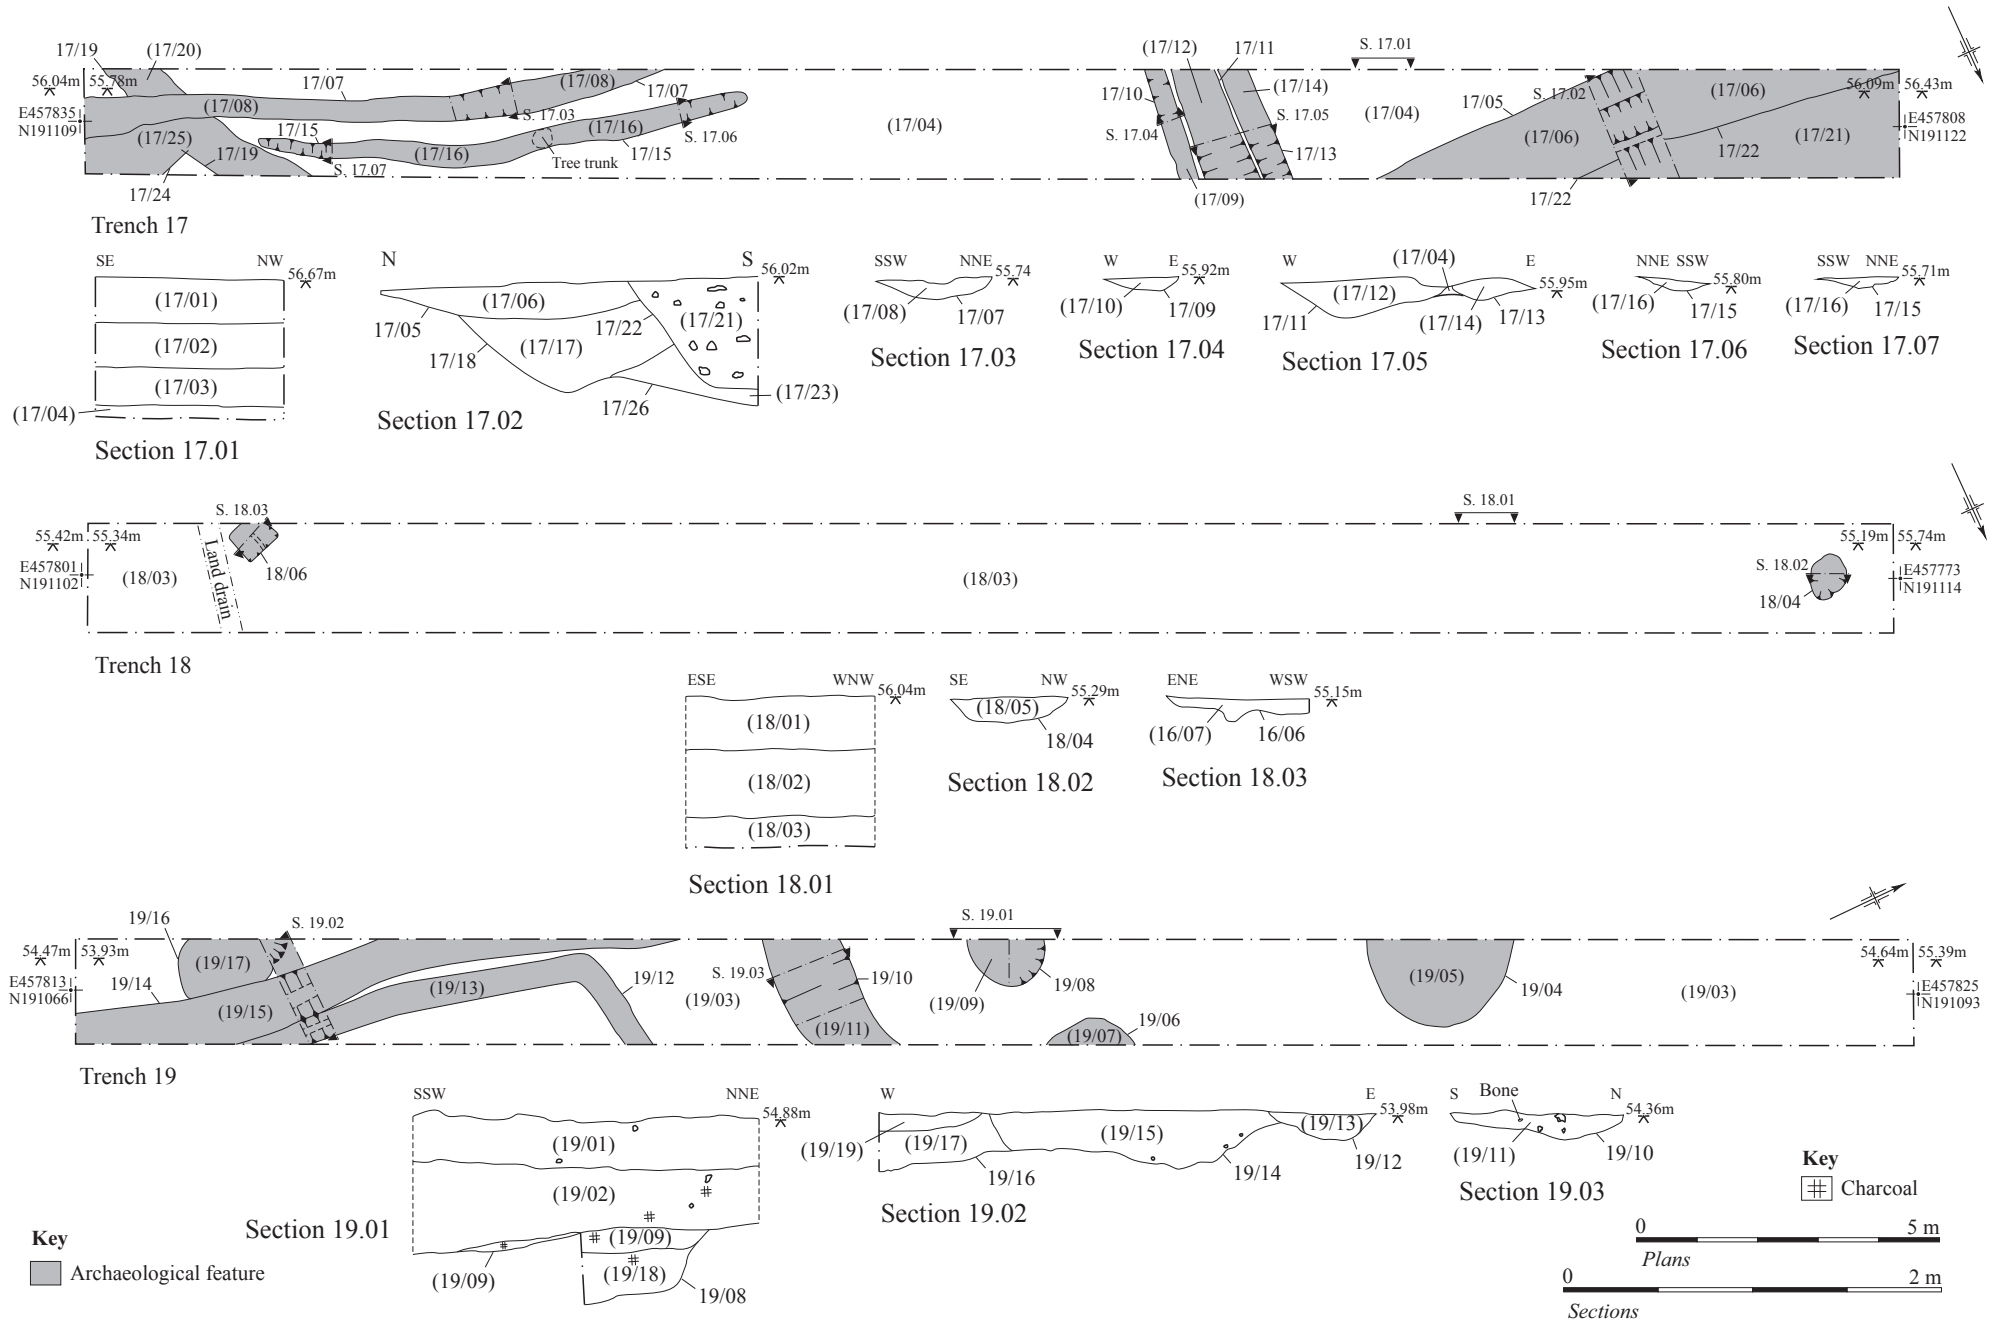 17/19
(17/20)
56.04m
55.78m
E457835
N191109
17/07
(17/08)
(17/08)
17/07
S. 17.03
(17/25)
17/15
17/19
(17/16)
(17/16)
17/15
S. 17.06
Tree trunk
S. 17.07
17/24
(17/04)
(17/12)
17/11
S. 17.01
17/10
(17/14)
S. 17.04
S. 17.05
(17/04)
17/13
(17/09)
17/05
S. 17.02
(17/06)
56.09m
56.43m
E457808
N191122
(17/06)
17/22
(17/21)
17/22
Trench 17
SE
NW
56.67m
(17/01)
(17/02)
(17/03)
(17/04)
Section 17.01
N
S
56.02m
(17/06)
17/05
17/22
(17/21)
17/18
(17/17)
17/26
(17/23)
Section 17.02
SSW
NNE
55.74
(17/08)
17/07
Section 17.03
W
E
55.92m
(17/10)
17/09
Section 17.04
W
(17/04)
E
55.95m
(17/12)
17/11
(17/14)
17/13
Section 17.05
NNE SSW
55.80m
(17/16)
17/15
Section 17.06
SSW NNE
55.71m
(17/16)
17/15
Section 17.07
55.42m
55.34m
E457801
N191102
(18/03)
Land drain
S. 18.03
18/06
(18/03)
S. 18.01
55.19m
55.74m
S. 18.02
18/04
E457773
N191114
Trench 18
ESE
WNW
56.04m
(18/01)
(18/02)
(18/03)
Section 18.01
SE
NW
55.29m
(18/05)
18/04
Section 18.02
ENE
WSW
55.15m
(16/07)
16/06
Section 18.03
19/16
S. 19.02
54.47m
53.93m
E457813
N191066
(19/17)
19/14
(19/15)
(19/13)
19/12
(19/03)
S. 19.03
19/10
(19/11)
S. 19.01
(19/09)
19/08
19/06
(19/07)
(19/05)
19/04
(19/03)
54.64m
55.39m
E457825
N191093
Trench 19
SSW
NNE
54.88m
(19/01)
(19/02)
(19/09)
(19/09)
(19/18)
19/08
Section 19.01
W
E
53.98m
(19/19)
(19/17)
(19/15)
(19/13)
19/16
19/14
19/12
Section 19.02
S
Bone
N
54.36m
(19/11)
19/10
Section 19.03
Key
Charcoal
Key
Archaeological feature
0
5 m
Plans
0
2 m
Sections